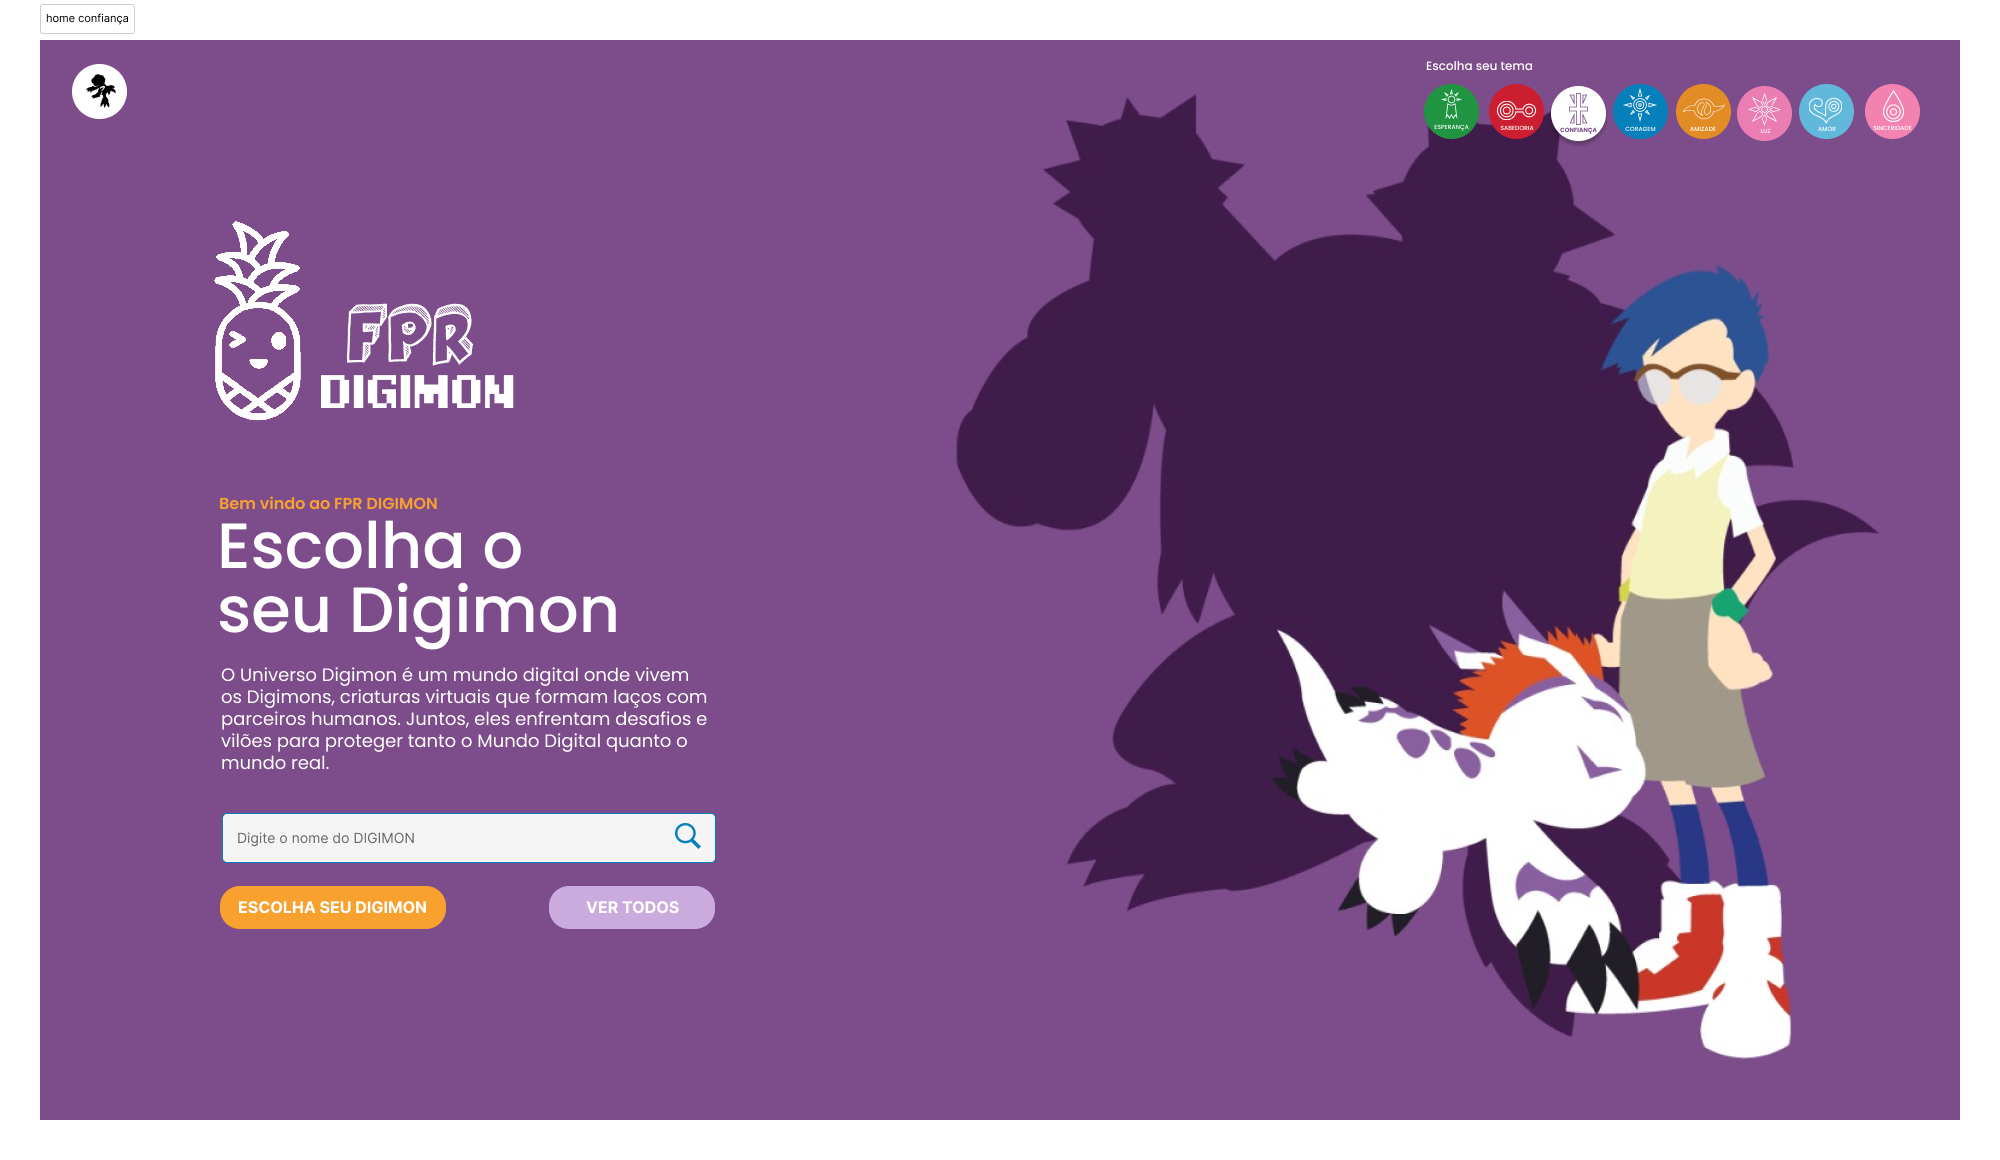 home confiança
Escolha seu tema
ESPERANÇA
SABEDORIA
CONFIANÇA
CORAGEM
AMIZADE
LUZ
AMOR
SINCERIDADE
FPR
DIGIMON
Bem vindo ao FPR DIGIMON
Escolha o
seu Digimon
O Universo Digimon é um mundo digital onde vivem
os Digimons, criaturas virtuais que formam laços com
parceiros humanos. Juntos, eles enfrentam desafios e
vilões para proteger tanto o Mundo Digital quanto o
mundo real.
Digite o nome do DIGIMON
ESCOLHA SEU DIGIMON
VER TODOS